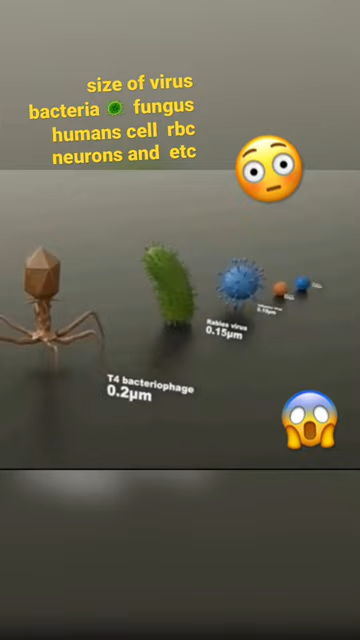 size of virus
bacteria 🦠 fungus
humans cell rbc
neurons and etc
Rabies virus
0.15μm
T4 bacteriophage
0.2μm